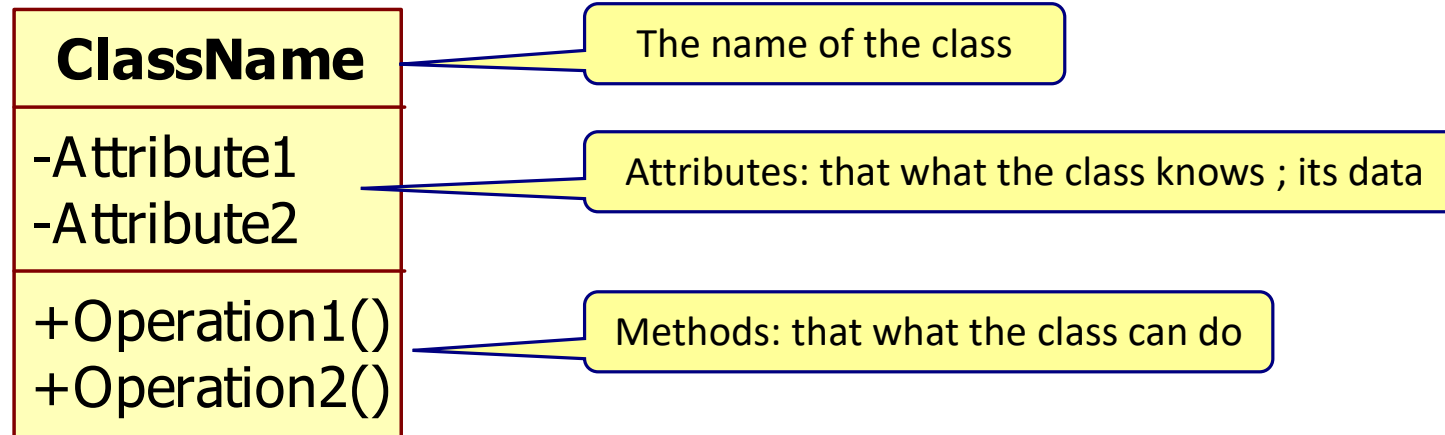 ClassName
The name of the class
-Attribute1
-Attribute2
Attributes: that what the class knows ; its data
+Operation1()
+Operation2()
Methods: that what the class can do